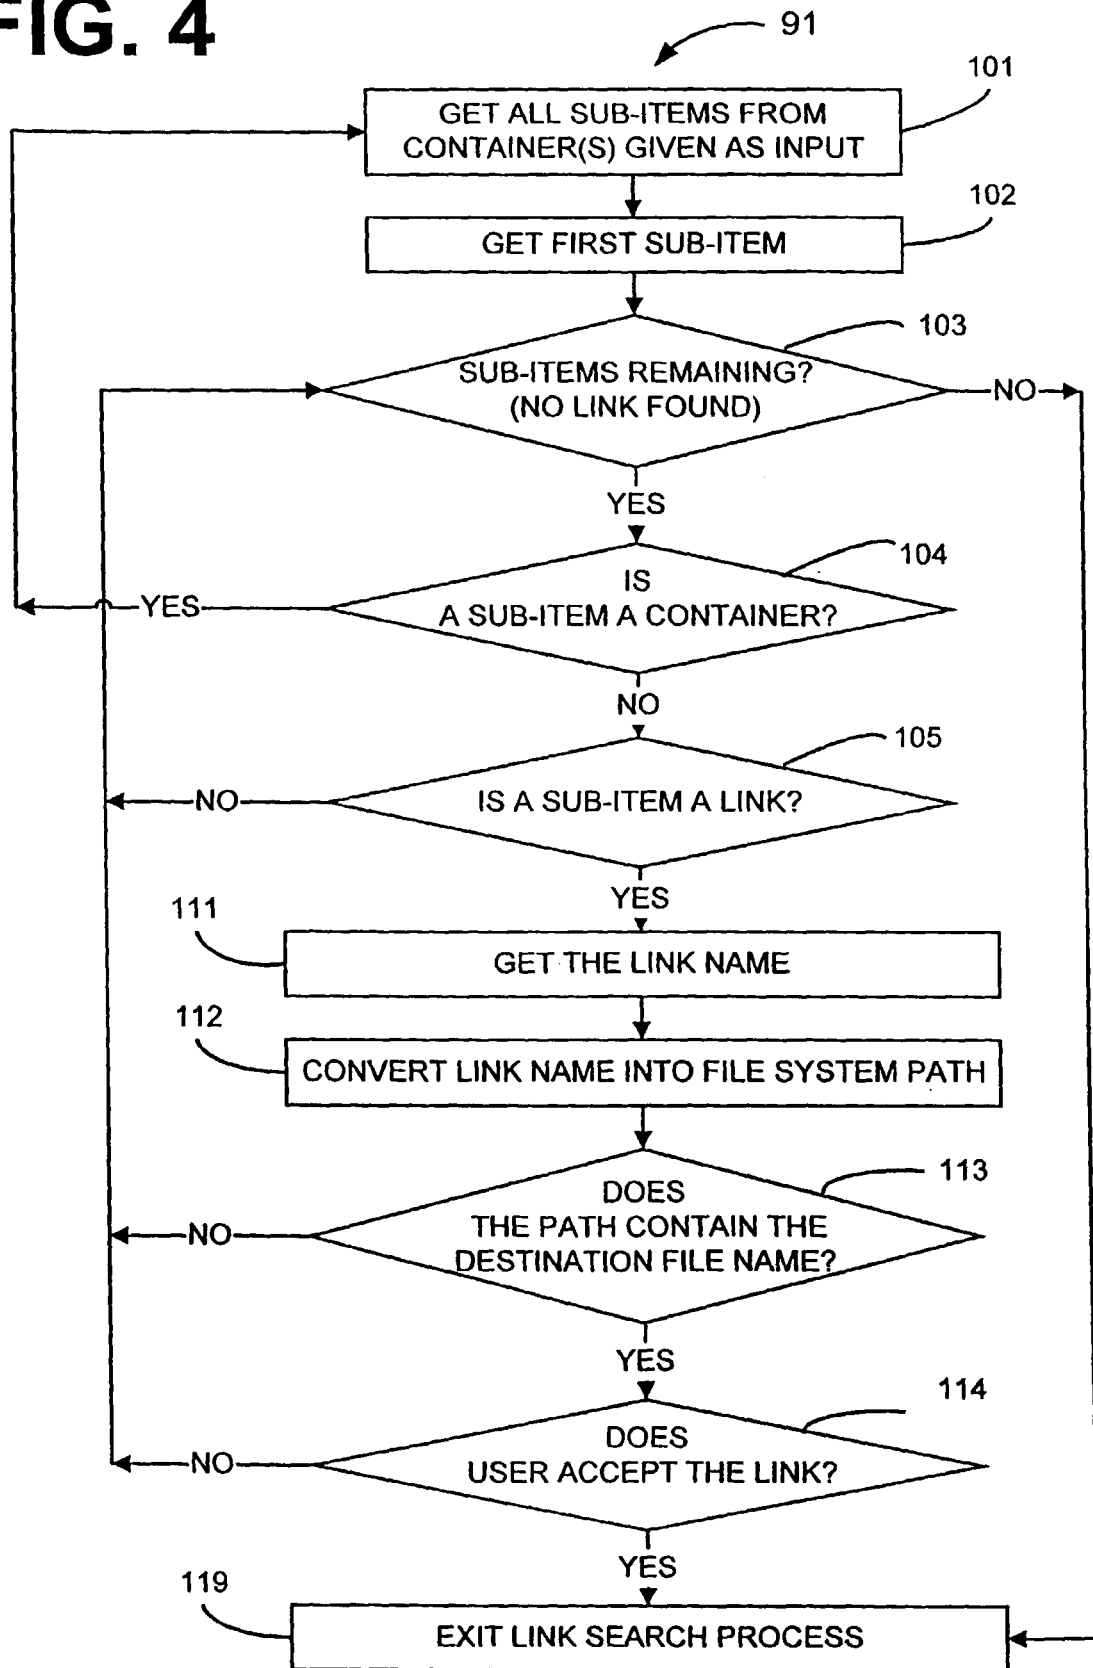 FIG. 4
91
101
GET ALL SUB-ITEMS FROM
CONTAINER(S) GIVEN AS INPUT
102
GET FIRST SUB-ITEM
103
SUB-ITEMS REMAINING?
(NO LINK FOUND)
NO
YES
104
IS
A SUB-ITEM A CONTAINER?
YES
NO
105
IS A SUB-ITEM A LINK?
NO
YES
111
GET THE LINK NAME
112
CONVERT LINK NAME INTO FILE SYSTEM PATH
113
DOES
THE PATH CONTAIN THE
DESTINATION FILE NAME?
NO
YES
114
DOES
USER ACCEPT THE LINK?
NO
YES
119
EXIT LINK SEARCH PROCESS